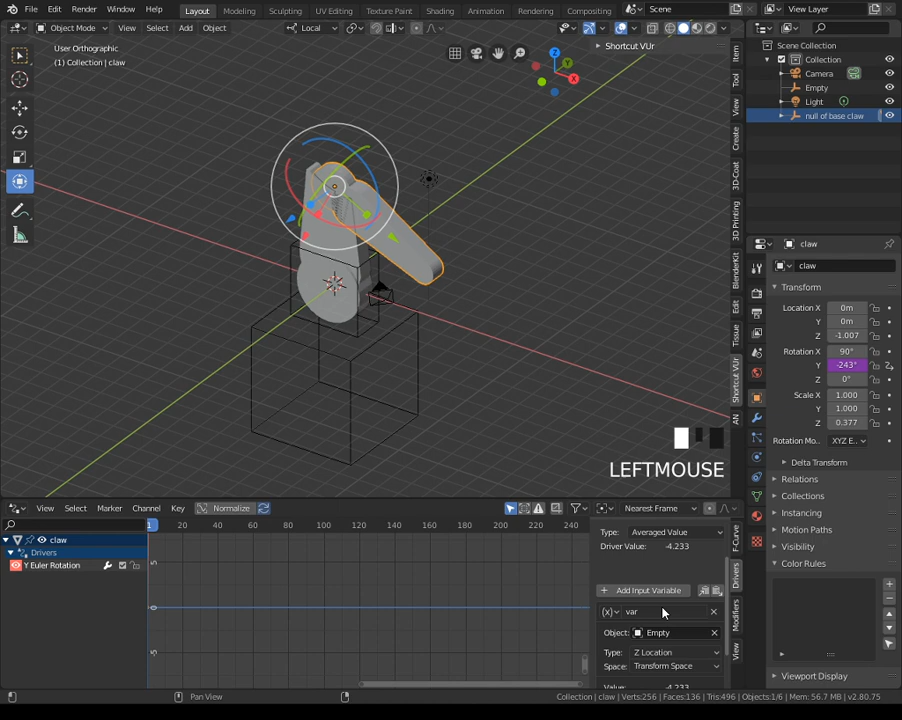 File Edit Render Window Help Layout Modeling Sculpting UV Editing Texture Paint Shading Animation Rendering Compositing Scene View Layer
Object Mode View Select Add Object Local
User Orthographic
(1) Collection | claw
Shortcut VUr
Item
Tool
View
Create
3D-Coat
3D Printing
BlenderKit
Edit
Tissue
Shortcut VUr
AN
Z
Y
X
LEFTMOUSE
Scene Collection
Collection
Camera
Empty
Light
null of base claw
claw
claw
Transform
Location X 0m
Y 0m
Z -1.007
Rotation X 90°
Y -243°
Z 0°
Scale X 1.000
Y 1.000
Z 0.377
Rotation Mo.. XYZ E..
Delta Transform
Relations
Collections
Instancing
Motion Paths
Visibility
Color Rules
Viewport Display
View Select Marker Channel Key Normalize Nearest Frame
1 20 40 60 80 100 120 140 160 180 200 220 240
claw
Drivers
Y Euler Rotation
5
0
-5
Type: Averaged Value
Driver Value: -4.233
Add Input Variable
(x) var
Object: Empty
Type: Z Location
Space: Transform Space
Value: -4.233
F-Curve
Drivers
Modifiers
View
Pan View
Collection | claw | Verts:256 | Faces:136 | Tris:496 | Objects:1/6 | Mem: 56.7 MB | v2.80.75